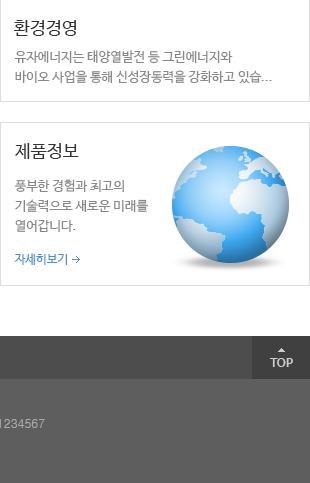 환경경영
유자에너지는 태양열발전 등 그린에너지와
바이오 사업을 통해 신성장동력을 강화하고 있습...
제품정보
풍부한 경험과 최고의
기술력으로 새로운 미래를
열어갑니다.
자세히보기 →
TOP
1234567